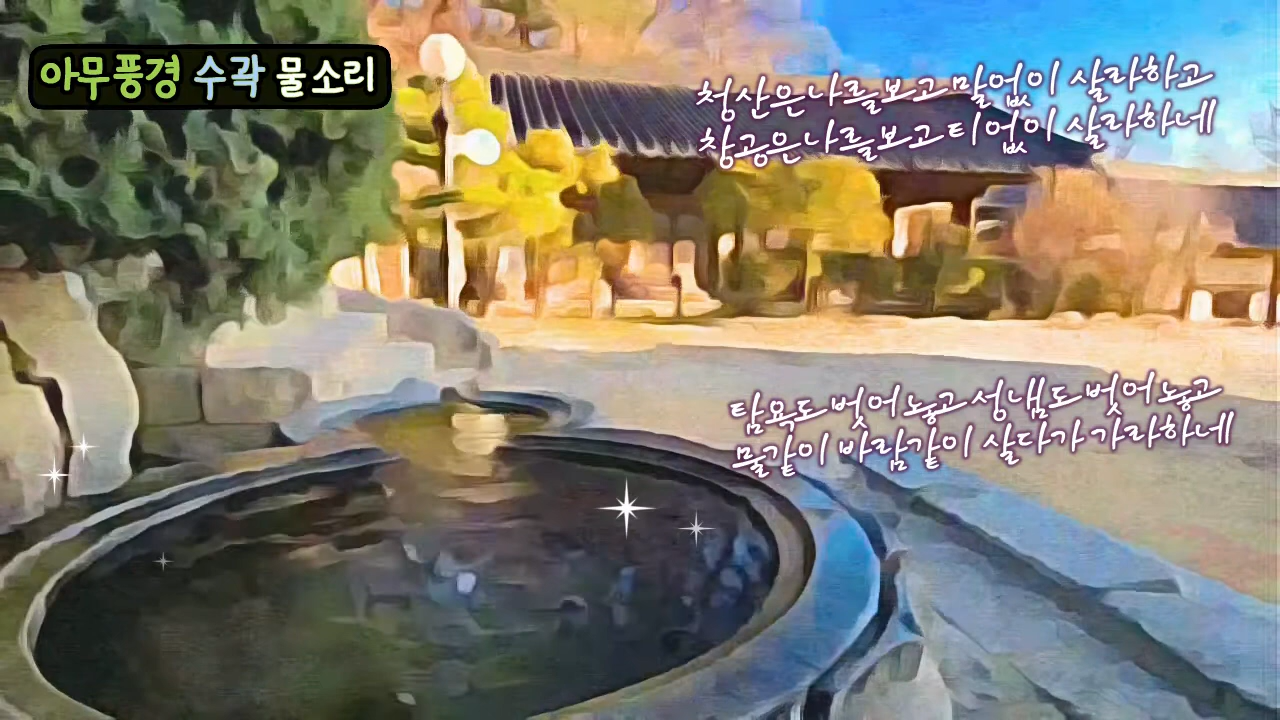 아무풍경 수곽 물소리
청산은 나를 보고 말없이 살라하고
창공은 나를 보고 티없이 살라하네
탐욕도 벗어 놓고 성냄도 벗어 놓고
물같이 바람같이 살다가 가라하네